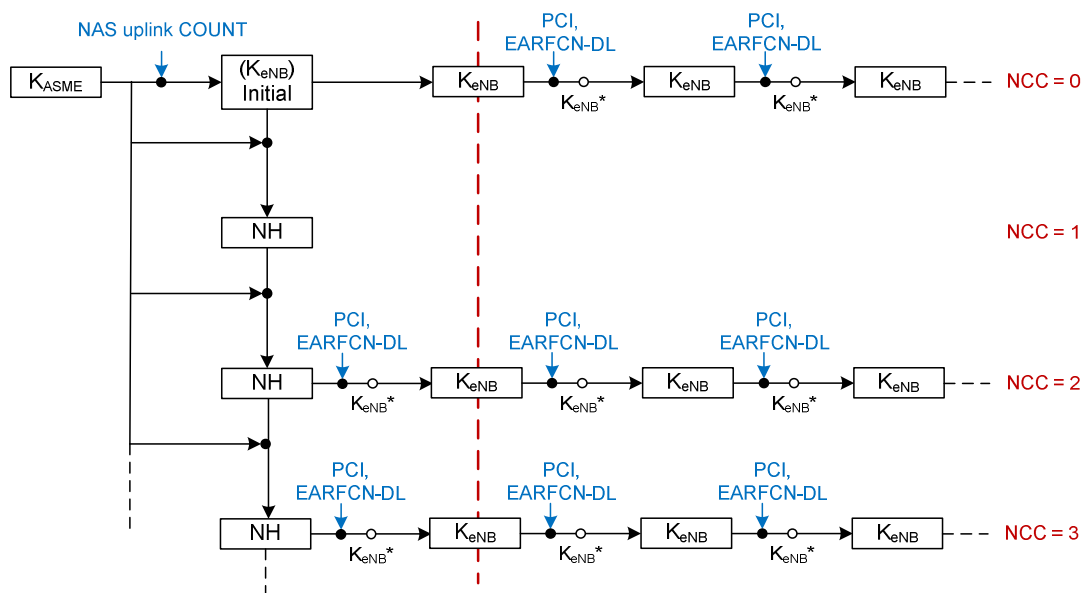 NAS uplink COUNT
PCI,
EARFCN-DL
PCI,
EARFCN-DL
KASME
(KeNB)
Initial
KeNB
KeNB*
KeNB
KeNB*
KeNB
NCC = 0
NH
NCC = 1
PCI,
EARFCN-DL
PCI,
EARFCN-DL
PCI,
EARFCN-DL
NH
KeNB*
KeNB
KeNB*
KeNB
KeNB*
KeNB
NCC = 2
PCI,
EARFCN-DL
PCI,
EARFCN-DL
PCI,
EARFCN-DL
NH
KeNB*
KeNB
KeNB*
KeNB
KeNB*
KeNB
NCC = 3